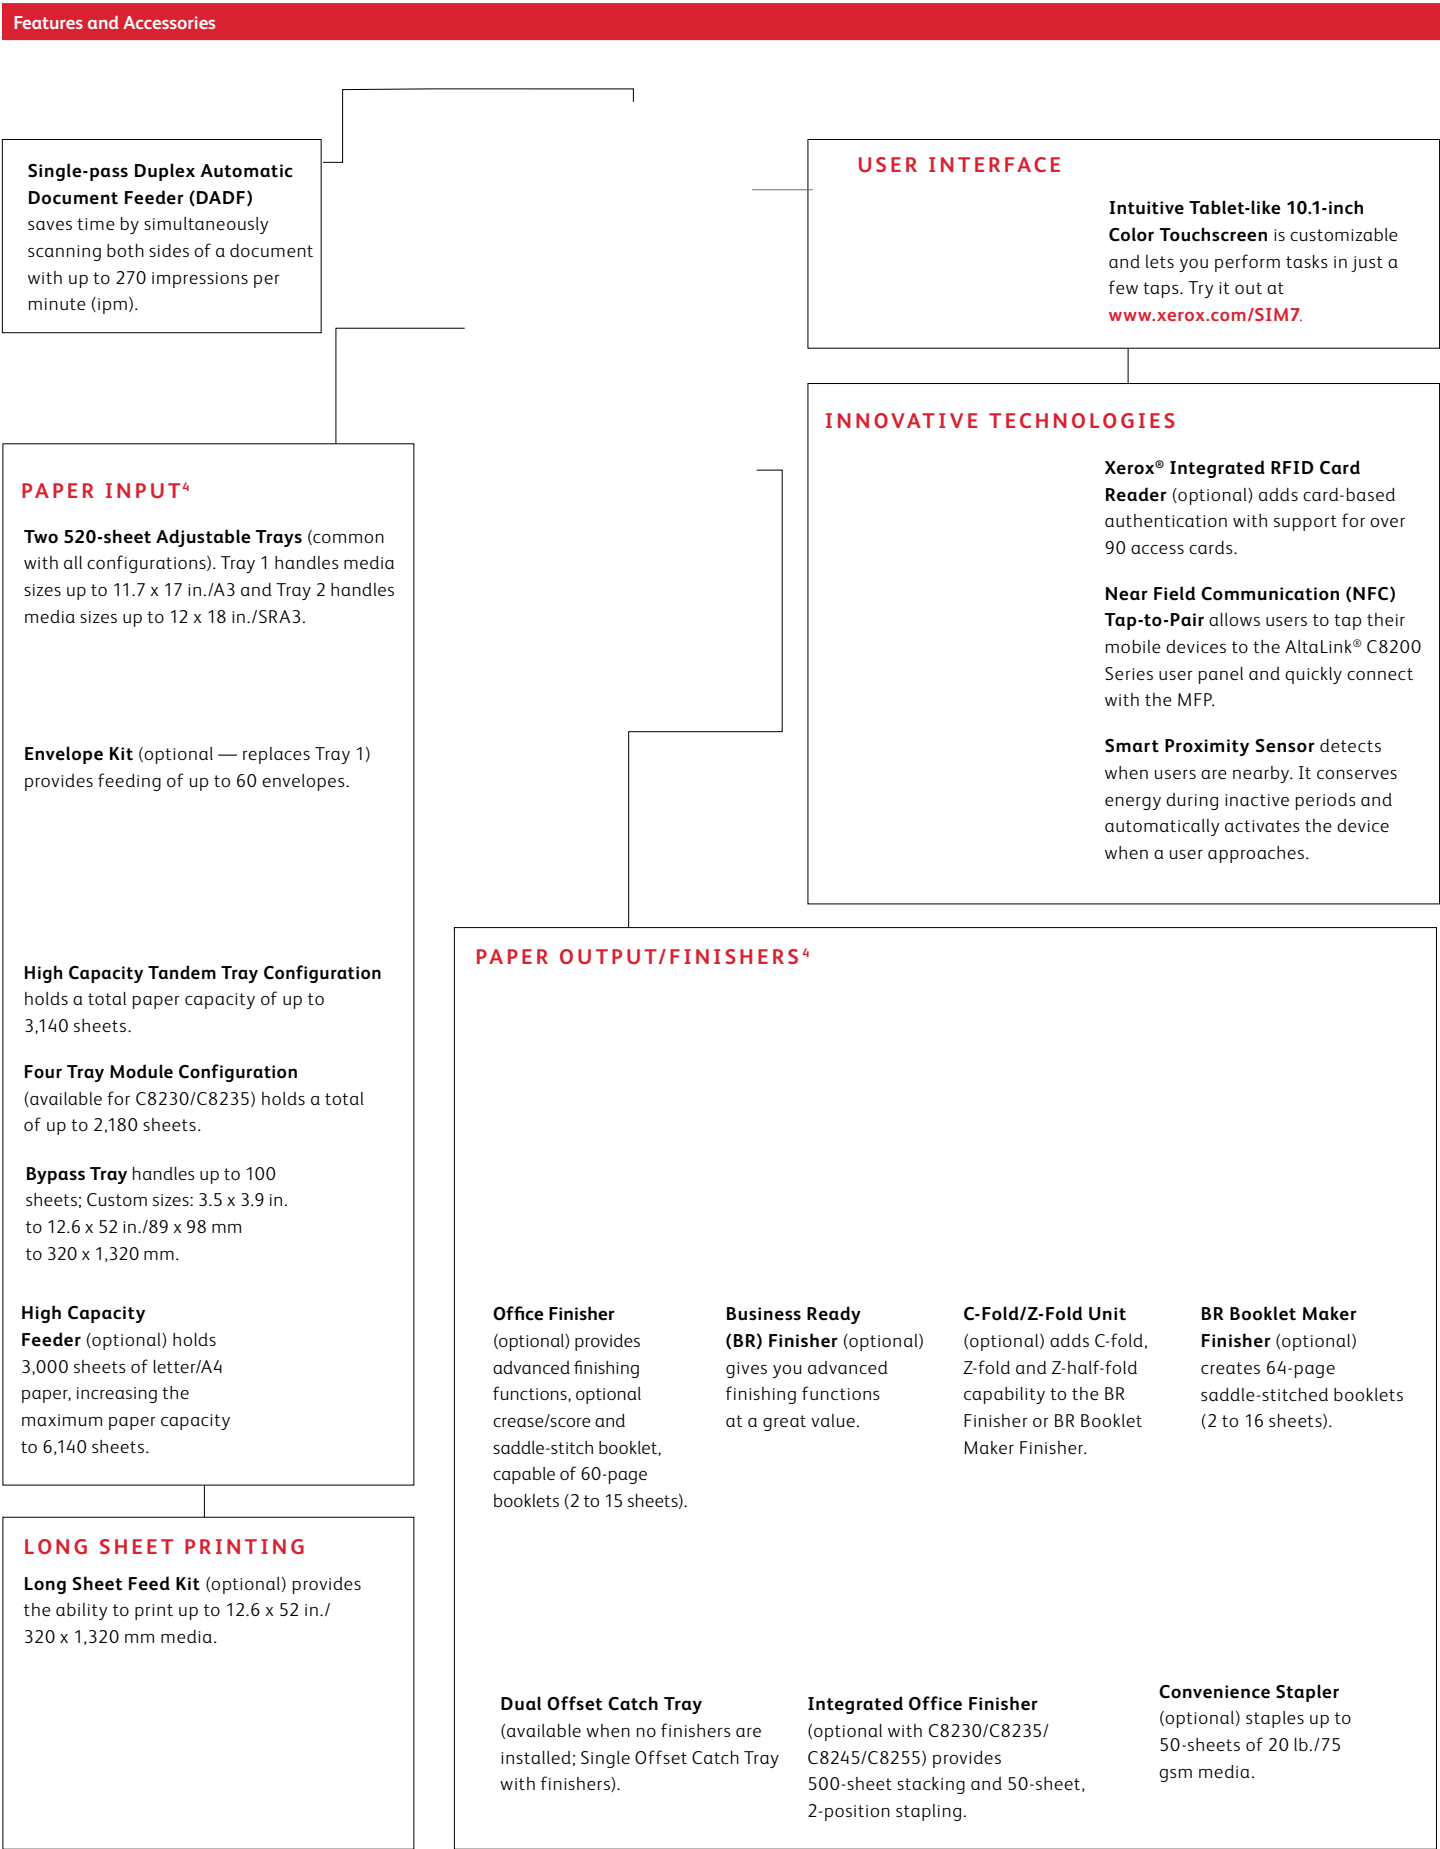 Features and Accessories
Single-pass Duplex Automatic
Document Feeder (DADF)
saves time by simultaneously
scanning both sides of a document
with up to 270 impressions per
minute (ipm).
USER INTERFACE
Intuitive Tablet-like 10.1-inch
Color Touchscreen is customizable
and lets you perform tasks in just a
few taps. Try it out at
www.xerox.com/SIM7.
INNOVATIVE TECHNOLOGIES
Xerox® Integrated RFID Card
Reader (optional) adds card-based
authentication with support for over
90 access cards.
Near Field Communication (NFC)
Tap-to-Pair allows users to tap their
mobile devices to the AltaLink® C8200
Series user panel and quickly connect
with the MFP.
Smart Proximity Sensor detects
when users are nearby. It conserves
energy during inactive periods and
automatically activates the device
when a user approaches.
PAPER INPUT⁴
Two 520-sheet Adjustable Trays (common
with all configurations). Tray 1 handles media
sizes up to 11.7 x 17 in./A3 and Tray 2 handles
media sizes up to 12 x 18 in./SRA3.
Envelope Kit (optional — replaces Tray 1)
provides feeding of up to 60 envelopes.
High Capacity Tandem Tray Configuration
holds a total paper capacity of up to
3,140 sheets.
Four Tray Module Configuration
(available for C8230/C8235) holds a total
of up to 2,180 sheets.
Bypass Tray handles up to 100
sheets; Custom sizes: 3.5 x 3.9 in.
to 12.6 x 52 in./89 x 98 mm
to 320 x 1,320 mm.
High Capacity
Feeder (optional) holds
3,000 sheets of letter/A4
paper, increasing the
maximum paper capacity
to 6,140 sheets.
LONG SHEET PRINTING
Long Sheet Feed Kit (optional) provides
the ability to print up to 12.6 x 52 in./
320 x 1,320 mm media.
PAPER OUTPUT/FINISHERS⁴
Office Finisher
(optional) provides
advanced finishing
functions, optional
crease/score and
saddle-stitch booklet,
capable of 60-page
booklets (2 to 15 sheets).
Business Ready
(BR) Finisher (optional)
gives you advanced
finishing functions
at a great value.
C-Fold/Z-Fold Unit
(optional) adds C-fold,
Z-fold and Z-half-fold
capability to the BR
Finisher or BR Booklet
Maker Finisher.
BR Booklet Maker
Finisher (optional)
creates 64-page
saddle-stitched booklets
(2 to 16 sheets).
Dual Offset Catch Tray
(available when no finishers are
installed; Single Offset Catch Tray
with finishers).
Integrated Office Finisher
(optional with C8230/C8235/
C8245/C8255) provides
500-sheet stacking and 50-sheet,
2-position stapling.
Convenience Stapler
(optional) staples up to
50-sheets of 20 lb./75
gsm media.